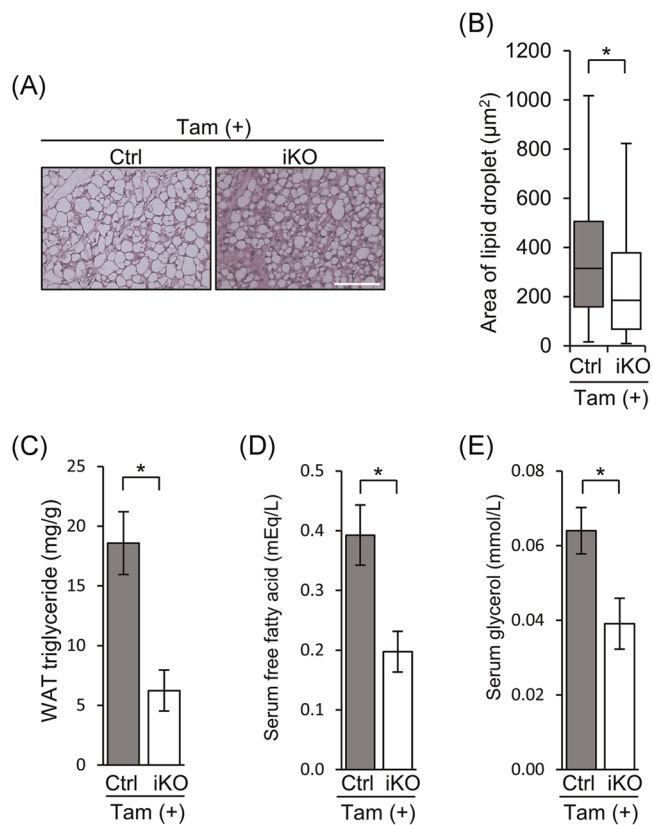 (A)
Tam (+)
Ctrl iKO
(B)
Area of lipid droplet (µm²)
1200
1000
800
600
400
200
0
*
Ctrl iKO
Tam (+)
(C)
WAT triglyceride (mg/g)
25
20
15
10
5
0
*
Ctrl iKO
Tam (+)
(D)
Serum free fatty acid (mEq/L)
0.5
0.4
0.3
0.2
0.1
0.0
*
Ctrl iKO
Tam (+)
(E)
Serum glycerol (mmol/L)
0.08
0.06
0.04
0.02
0.00
*
Ctrl iKO
Tam (+)